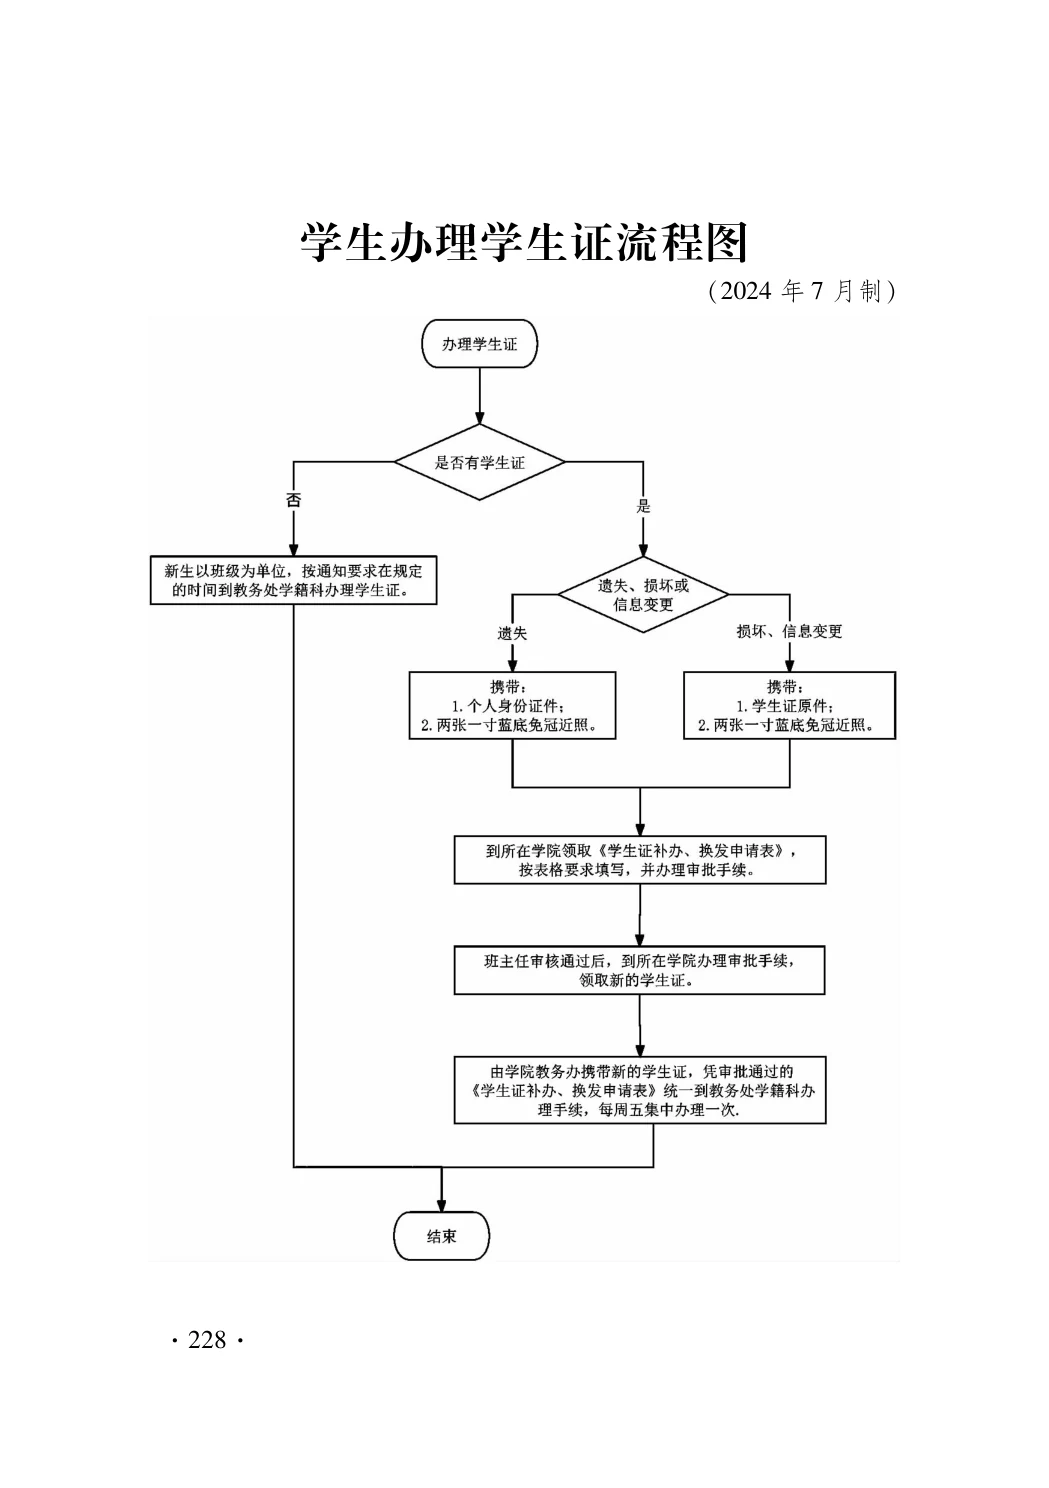 学生办理学生证流程图
(2024 年 7 月制)
办理学生证
是否有学生证
否
是
新生以班级为单位，按通知要求在规定
的时间到教务处学籍科办理学生证。
遗失、损坏或
信息变更
遗失
损坏、信息变更
携带：
1.个人身份证件；
2.两张一寸蓝底免冠近照。
携带：
1.学生证原件；
2.两张一寸蓝底免冠近照。
到所在学院领取《学生证补办、换发申请表》，
按表格要求填写，并办理审批手续。
班主任审核通过后，到所在学院办理审批手续，
领取新的学生证。
由学院教务办携带新的学生证，凭审批通过的
《学生证补办、换发申请表》统一到教务处学籍科办
理手续，每周五集中办理一次.
结束
· 228 ·